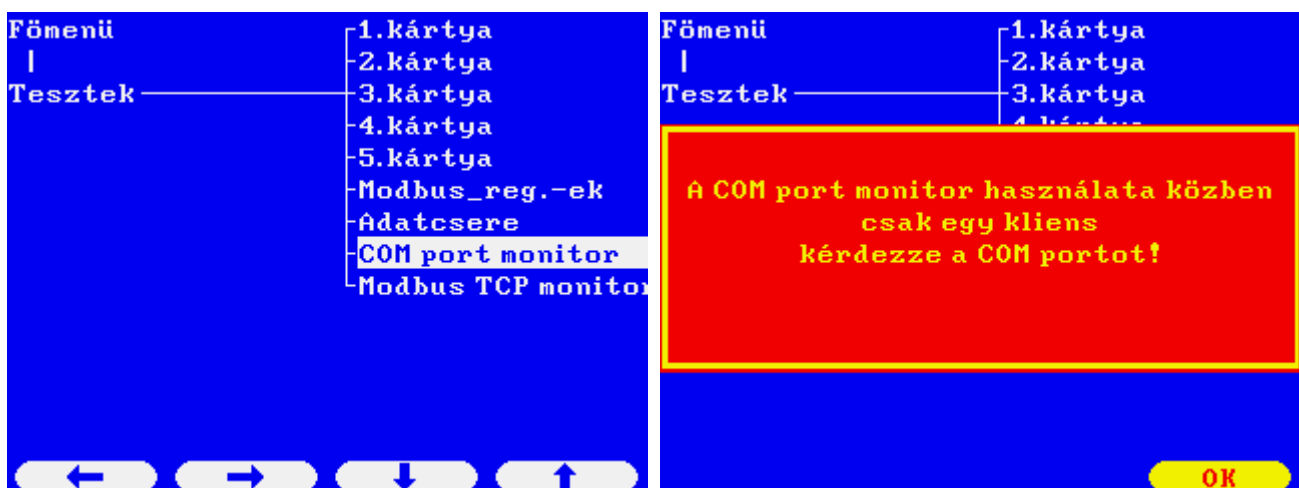 Fömenü
Tesztek
1.kártya
2.kártya
3.kártya
4.kártya
5.kártya
Modbus_reg.-ek
Adatcsere
COM port monitor
Modbus TCP monitor
Fömenü
Tesztek
1.kártya
2.kártya
3.kártya
A COM port monitor használata közben
csak egy kliens
kérdezze a COM portot!
OK